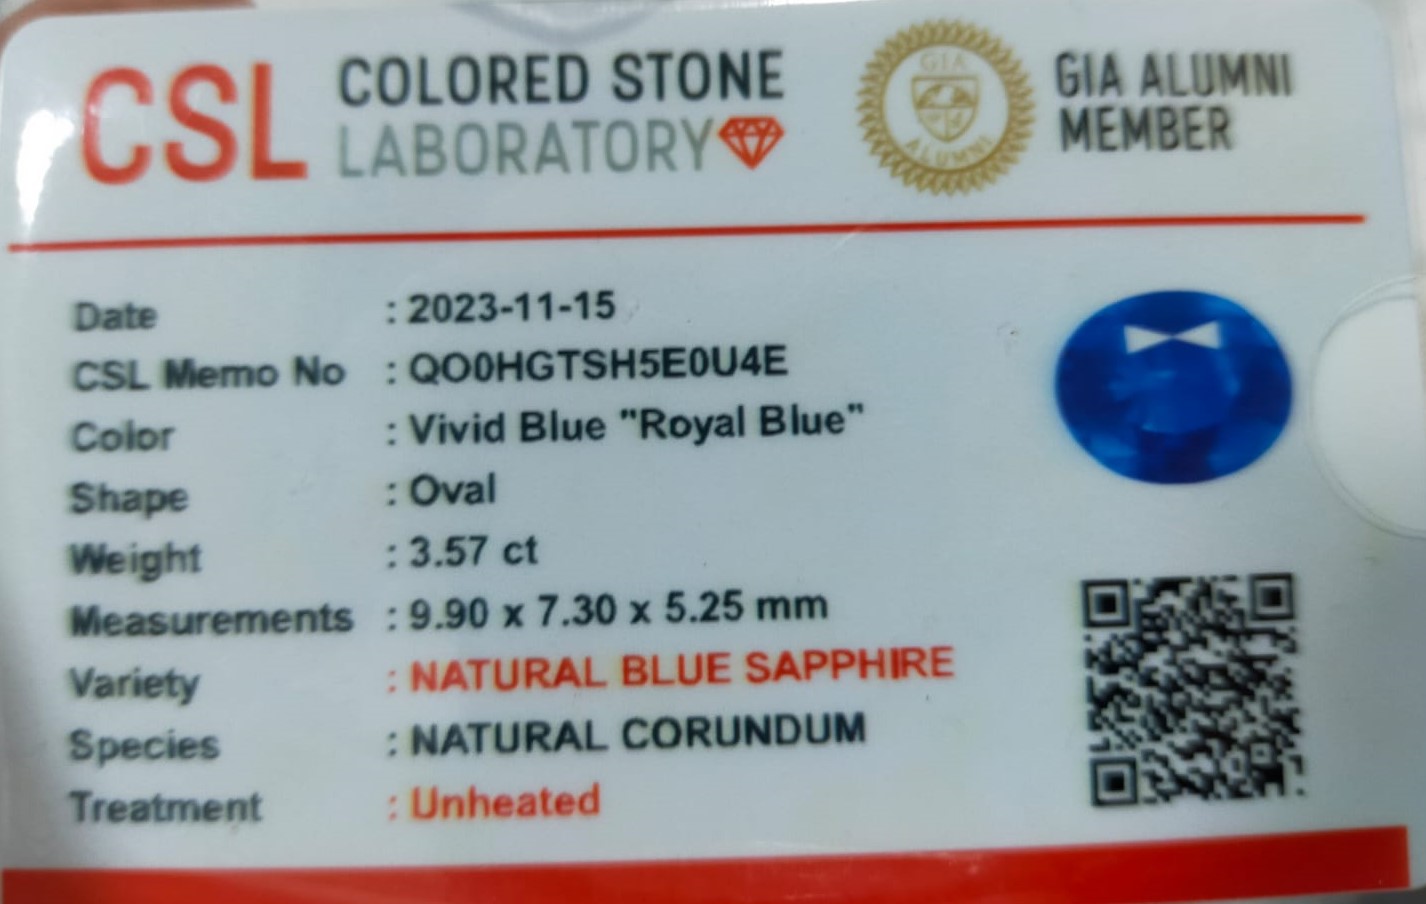 CSL COLORED STONE LABORATORY
GIA ALUMNI
GIA ALUMNI MEMBER
Date : 2023-11-15
CSL Memo No : QO0HGTSH5E0U4E
Color : Vivid Blue "Royal Blue"
Shape : Oval
Weight : 3.57 ct
Measurements : 9.90 x 7.30 x 5.25 mm
Variety : NATURAL BLUE SAPPHIRE
Species : NATURAL CORUNDUM
Treatment : Unheated